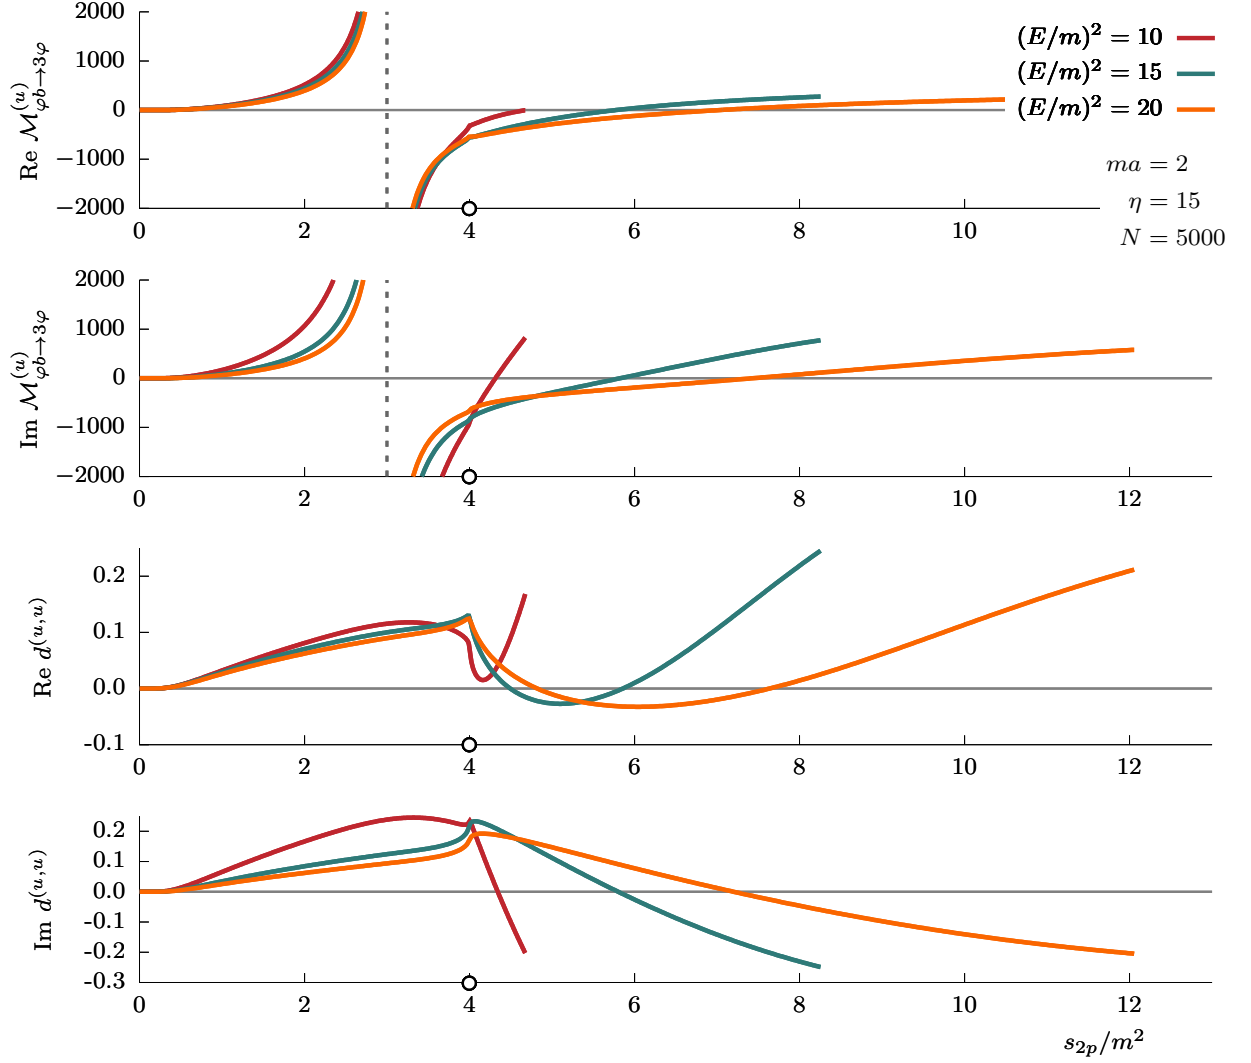 2000
1000
0
−1000
−2000
Re M^(u)_φb→3φ
(E/m)² = 10
(E/m)² = 15
(E/m)² = 20
ma = 2
η = 15
N = 5000
0 2 4 6 8 10
2000
1000
0
−1000
−2000
Im M^(u)_φb→3φ
0 2 4 6 8 10 12
0.2
0.1
0.0
-0.1
Re d^(u,u)
0 2 4 6 8 10 12
0.2
0.1
0.0
-0.1
-0.2
-0.3
Im d^(u,u)
0 2 4 6 8 10 12
s_2p/m²